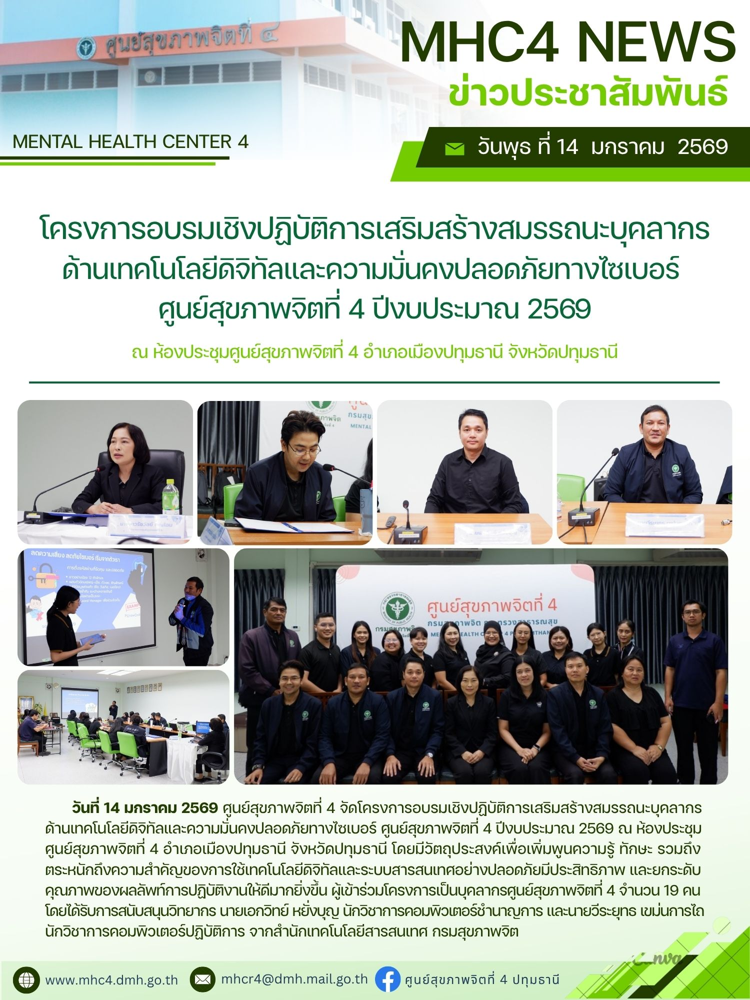 ศูนย์สุขภาพจิตที่ ๔
MHC4 NEWS
ข่าวประชาสัมพันธ์
MENTAL HEALTH CENTER 4
วันพุธ ที่ 14 มกราคม 2569
โครงการอบรมเชิงปฏิบัติการเสริมสร้างสมรรถนะบุคลากร
ด้านเทคโนโลยีดิจิทัลและความมั่นคงปลอดภัยทางไซเบอร์
ศูนย์สุขภาพจิตที่ 4 ปีงบประมาณ 2569
ณ ห้องประชุมศูนย์สุขภาพจิตที่ 4 อำเภอเมืองปทุมธานี จังหวัดปทุมธานี
MENTAL
ลดความเสี่ยง ลดภัยไซเบอร์ เริ่มจากตัวเรา
การตั้งรหัสผ่านที่รัดกุม และปลอดภัย
ยาวอย่างน้อย 12 ตัวอักษร
EXAMP
ศูนย์สุขภาพจิตที่ 4
วันที่ 14 มกราคม 2569 ศูนย์สุขภาพจิตที่ 4 จัดโครงการอบรมเชิงปฏิบัติการเสริมสร้างสมรรถนะบุคลากร
ด้านเทคโนโลยีดิจิทัลและความมั่นคงปลอดภัยทางไซเบอร์ ศูนย์สุขภาพจิตที่ 4 ปีงบประมาณ 2569 ณ ห้องประชุม
ศูนย์สุขภาพจิตที่ 4 อำเภอเมืองปทุมธานี จังหวัดปทุมธานี โดยมีวัตถุประสงค์เพื่อเพิ่มพูนความรู้ ทักษะ รวมถึง
ตระหนักถึงความสำคัญของการใช้เทคโนโลยีดิจิทัลและระบบสารสนเทศอย่างปลอดภัยมีประสิทธิภาพ และยกระดับ
คุณภาพของผลลัพท์การปฏิบัติงานให้ดีมากยิ่งขึ้น ผู้เข้าร่วมโครงการเป็นบุคลากรศูนย์สุขภาพจิตที่ 4 จำนวน 19 คน
โดยได้รับการสนับสนุนวิทยากร นายเอกวิทย์ หยั่งบุญ นักวิชาการคอมพิวเตอร์ชำนาญการ และนายวีระยุทธ เขม่นการไถ
นักวิชาการคอมพิวเตอร์ปฏิบัติการ จากสำนักเทคโนโลยีสารสนเทศ กรมสุขภาพจิต
www.mhc4.dmh.go.th
mhcr4@dmh.mail.go.th
ศูนย์สุขภาพจิตที่ 4 ปทุมธานี